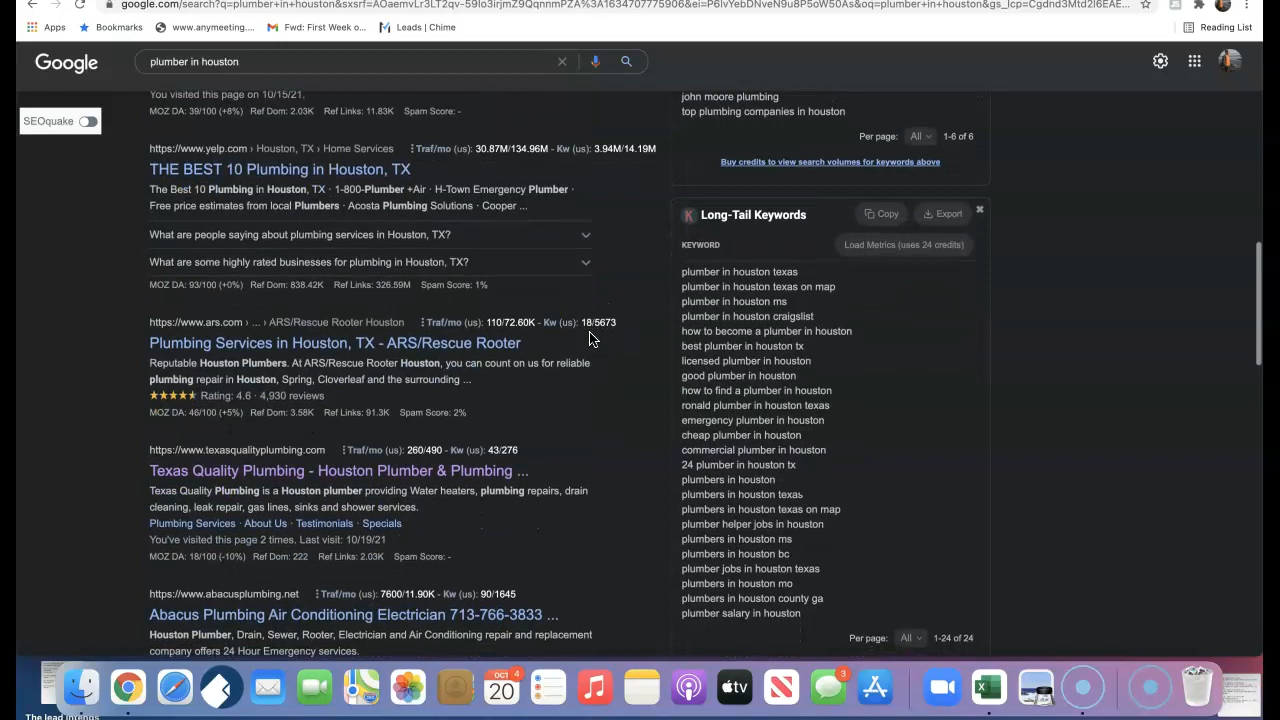 google.com/search?q=plumber+in+houston&sxsrf=AOaemvLr3LT2qv-59Io3irjmZ9QqnnmPZA%3A1634707775906&ei=P6lvYebDNveN9u8P5oW50As&oq=plumber+in+houston&gs_lcp=Cgdnd3Mtd2l6EAE...
Apps
Bookmarks
www.anymeeting.c...
Fwd: First Week o...
Leads | Chime
Reading List
Google
plumber in houston
SEOquake
You visited this page on 10/15/21.
MOZ DA: 39/100 (+8%) Ref Dom: 2.03K Ref Links: 11.83K Spam Score: -
https://www.yelp.com › Houston, TX › Home Services Traf/mo (us): 30.87M/134.96M - Kw (us): 3.94M/14.19M
THE BEST 10 Plumbing in Houston, TX
The Best 10 Plumbing in Houston, TX · 1-800-Plumber +Air · H-Town Emergency Plumber ·
Free price estimates from local Plumbers · Acosta Plumbing Solutions · Cooper ...
What are people saying about plumbing services in Houston, TX?
What are some highly rated businesses for plumbing in Houston, TX?
MOZ DA: 93/100 (+0%) Ref Dom: 838.42K Ref Links: 326.59M Spam Score: 1%
https://www.ars.com › ... › ARS/Rescue Rooter Houston Traf/mo (us): 110/72.60K - Kw (us): 18/5673
Plumbing Services in Houston, TX - ARS/Rescue Rooter
Reputable Houston Plumbers. At ARS/Rescue Rooter Houston, you can count on us for reliable
plumbing repair in Houston, Spring, Cloverleaf and the surrounding ...
Rating: 4.6 · 4,930 reviews
MOZ DA: 46/100 (+5%) Ref Dom: 3.58K Ref Links: 91.3K Spam Score: 2%
https://www.texasqualityplumbing.com Traf/mo (us): 260/490 - Kw (us): 43/276
Texas Quality Plumbing - Houston Plumber & Plumbing ...
Texas Quality Plumbing is a Houston plumber providing Water heaters, plumbing repairs, drain
cleaning, leak repair, gas lines, sinks and shower services.
Plumbing Services · About Us · Testimonials · Specials
You've visited this page 2 times. Last visit: 10/19/21
MOZ DA: 18/100 (-10%) Ref Dom: 222 Ref Links: 2.03K Spam Score: -
https://www.abacusplumbing.net Traf/mo (us): 7600/11.90K - Kw (us): 90/1645
Abacus Plumbing Air Conditioning Electrician 713-766-3833 ...
Houston Plumber, Drain, Sewer, Rooter, Electrician and Air Conditioning repair and replacement
company offers 24 Hour Emergency services.
john moore plumbing
top plumbing companies in houston
Per page: All 1-6 of 6
Buy credits to view search volumes for keywords above
K Long-Tail Keywords
Copy
Export
KEYWORD
Load Metrics (uses 24 credits)
plumber in houston texas
plumber in houston texas on map
plumber in houston ms
plumber in houston craigslist
how to become a plumber in houston
best plumber in houston tx
licensed plumber in houston
good plumber in houston
how to find a plumber in houston
ronald plumber in houston texas
emergency plumber in houston
cheap plumber in houston
commercial plumber in houston
24 plumber in houston tx
plumbers in houston
plumbers in houston texas
plumbers in houston texas on map
plumber helper jobs in houston
plumbers in houston ms
plumbers in houston bc
plumber jobs in houston texas
plumbers in houston mo
plumbers in houston county ga
plumber salary in houston
Per page: All 1-24 of 24
OCT
20
4
tv
3
X
The lead intends